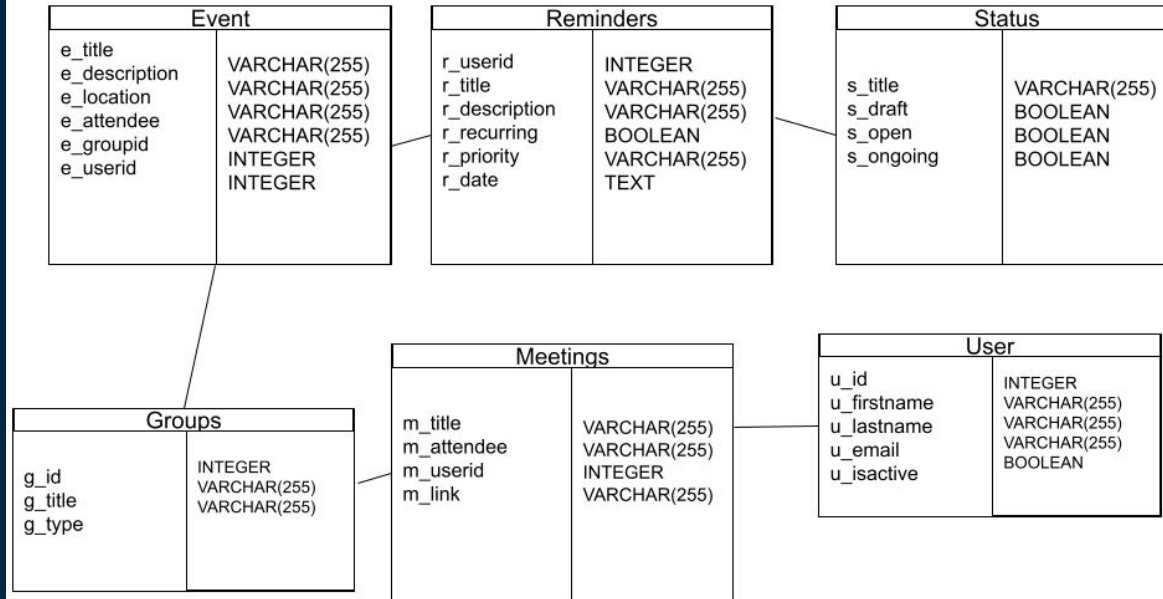 Event
e_title
e_description
e_location
e_attendee
e_groupid
e_userid
VARCHAR(255)
VARCHAR(255)
VARCHAR(255)
VARCHAR(255)
INTEGER
INTEGER
Reminders
r_userid
r_title
r_description
r_recurring
r_priority
r_date
INTEGER
VARCHAR(255)
VARCHAR(255)
BOOLEAN
VARCHAR(255)
TEXT
Status
s_title
s_draft
s_open
s_ongoing
VARCHAR(255)
BOOLEAN
BOOLEAN
BOOLEAN
Groups
g_id
g_title
g_type
INTEGER
VARCHAR(255)
VARCHAR(255)
Meetings
m_title
m_attendee
m_userid
m_link
VARCHAR(255)
VARCHAR(255)
INTEGER
VARCHAR(255)
User
u_id
u_firstname
u_lastname
u_email
u_isactive
INTEGER
VARCHAR(255)
VARCHAR(255)
VARCHAR(255)
BOOLEAN